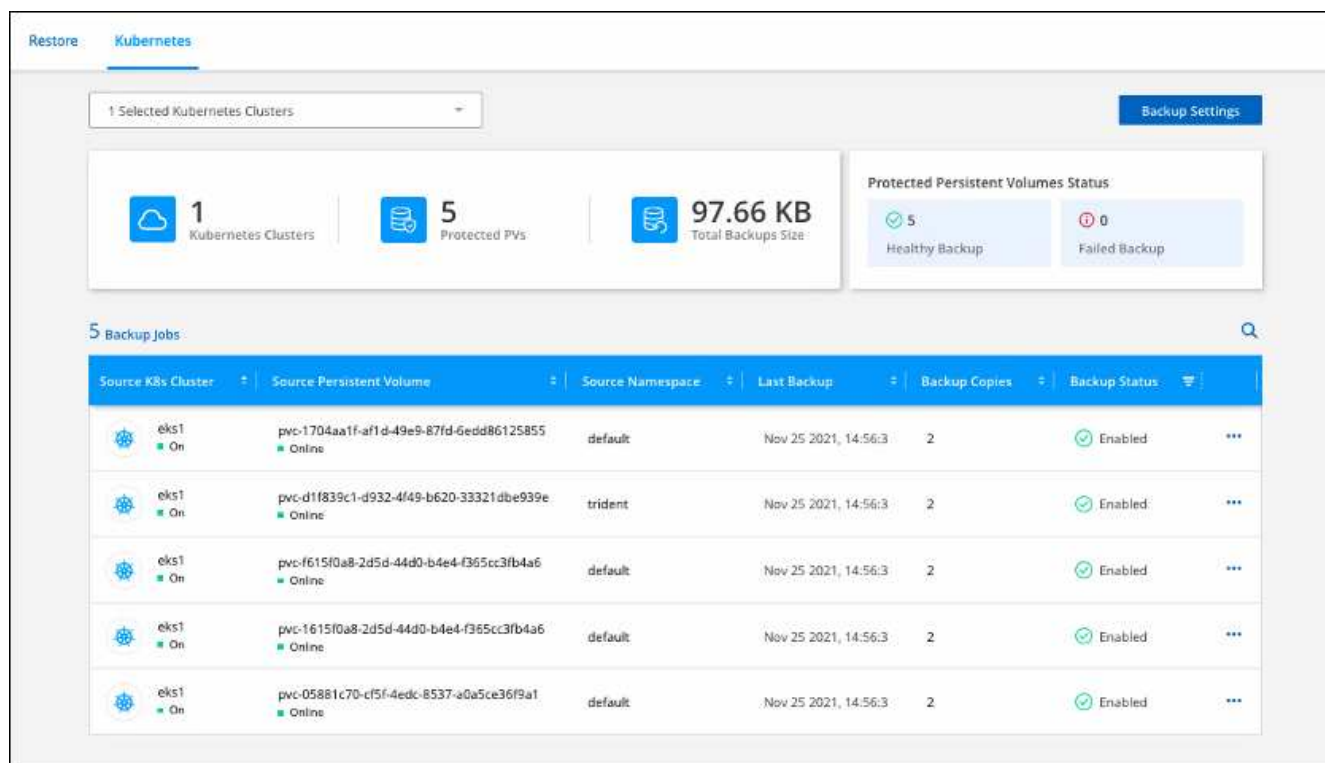 Restore Kubernetes
1 Selected Kubernetes Clusters
Backup Settings
1
Kubernetes Clusters
5
Protected PVs
97.66 KB
Total Backups Size
Protected Persistent Volumes Status
5
Healthy Backup
0
Failed Backup
5 Backup Jobs
Source K8s Cluster Source Persistent Volume Source Namespace Last Backup Backup Copies Backup Status
eks1 pvc-1704aa1f-af1d-49e9-87fd-6edd86125855 default Nov 25 2021, 14:56:3 2 Enabled ...
On Online
eks1 pvc-d1f839c1-d932-4f49-b620-33321dbe939e trident Nov 25 2021, 14:56:3 2 Enabled ...
On Online
eks1 pvc-f615f0a8-2d5d-44d0-b4e4-f365cc3fb4a6 default Nov 25 2021, 14:56:3 2 Enabled ...
On Online
eks1 pvc-1615f0a8-2d5d-44d0-b4e4-f365cc3fb4a6 default Nov 25 2021, 14:56:3 2 Enabled ...
On Online
eks1 pvc-05881c70-cf5f-4edc-8537-a0a5ce36f9a1 default Nov 25 2021, 14:56:3 2 Enabled ...
On Online